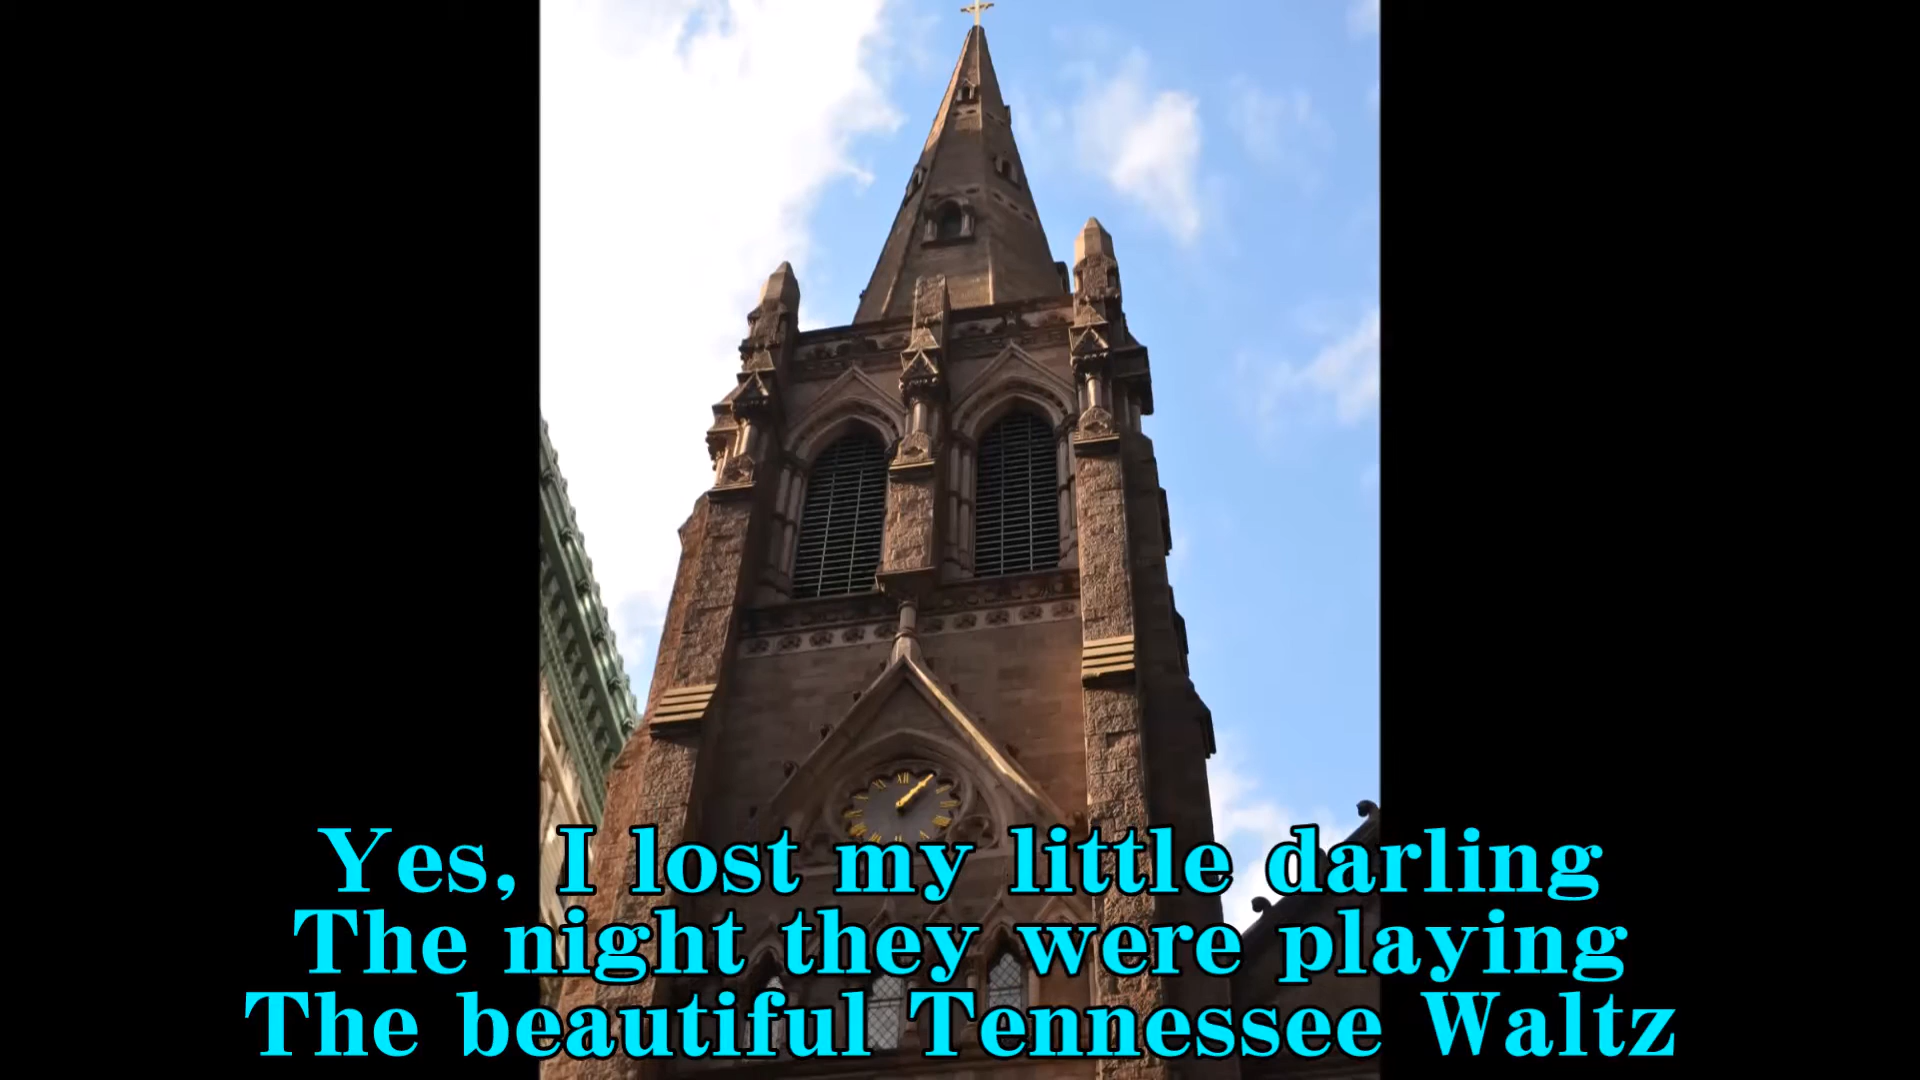 Yes, I lost my little darling
The night they were playing
The beautiful Tennessee Waltz